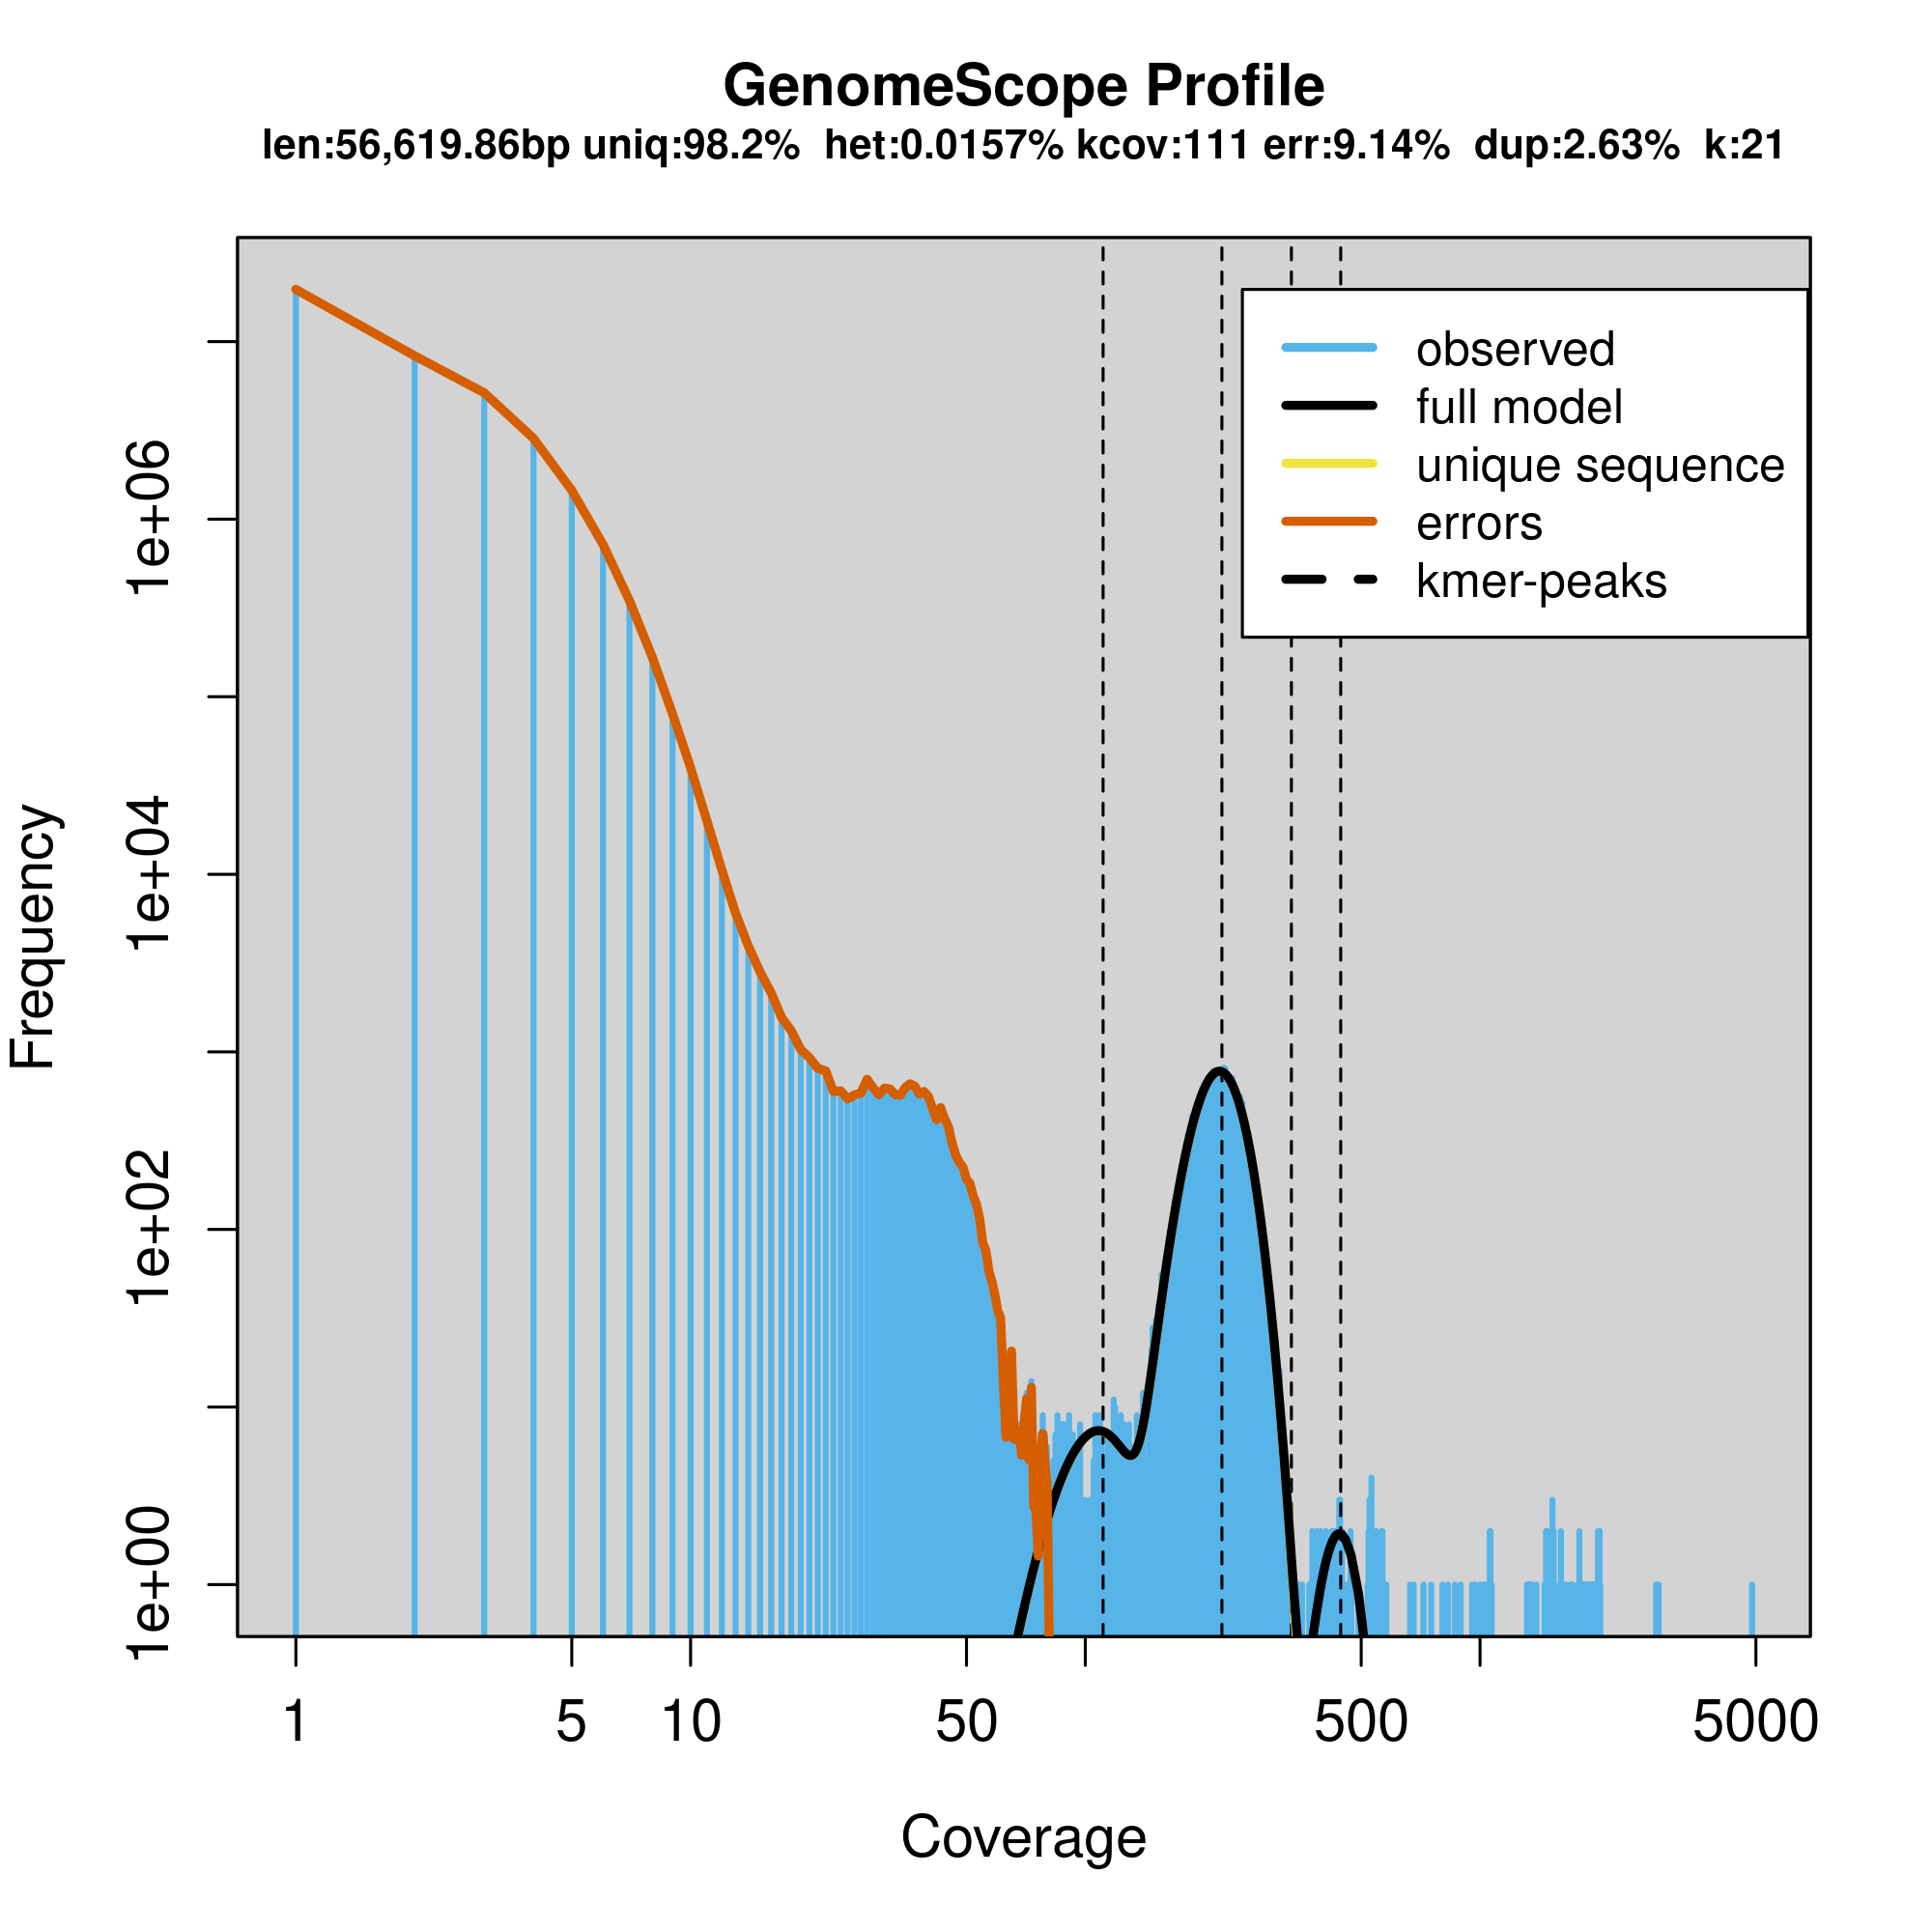 GenomeScope Profile
len:56,619.86bp uniq:98.2%  het:0.0157% kcov:111 err:9.14%  dup:2.63%  k:21
observed
full model
unique sequence
errors
kmer-peaks
Frequency
1e+06
1e+04
1e+02
1e+00
1 5 10 50 500 5000
Coverage